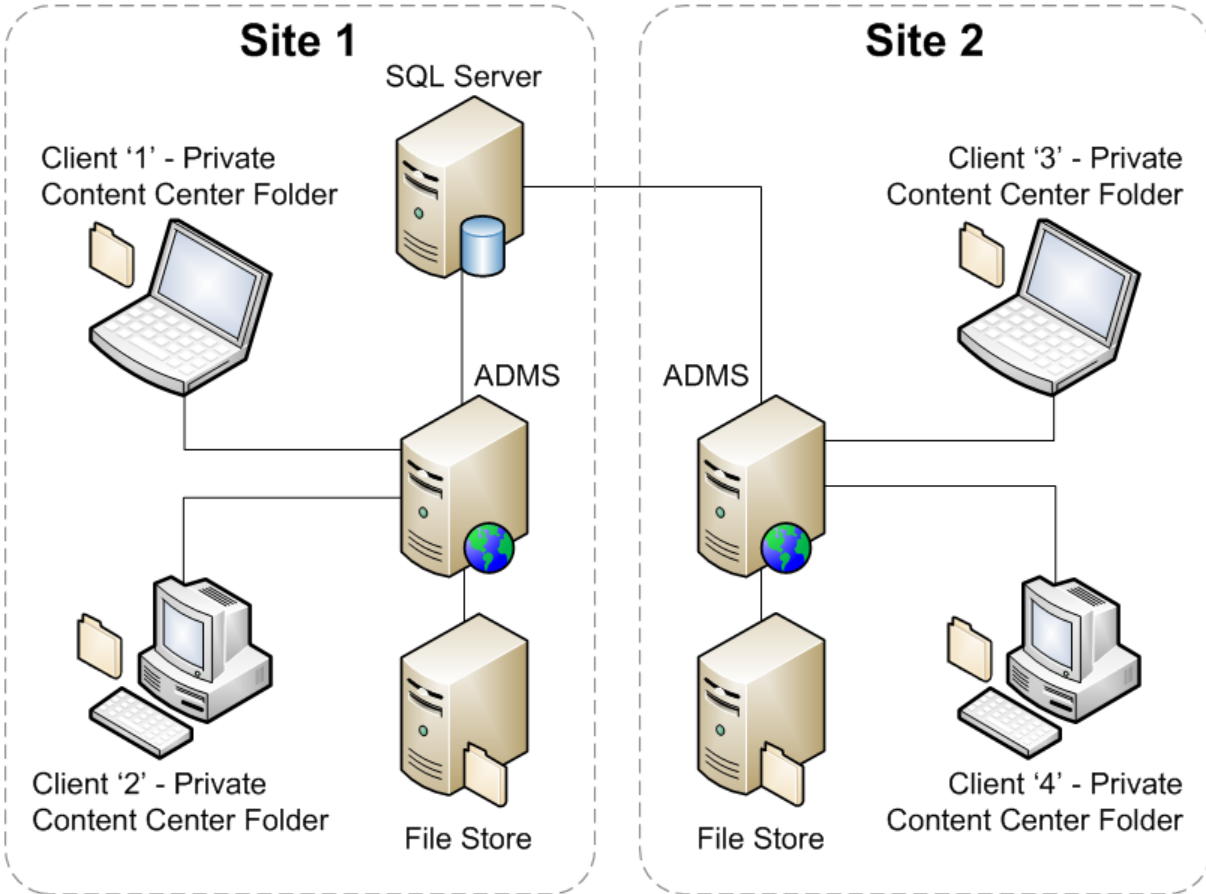 Site 1
SQL Server
Client ‘1’ - Private
Content Center Folder
ADMS
Client ‘2’ - Private
Content Center Folder
File Store
Site 2
Client ‘3’ - Private
Content Center Folder
ADMS
File Store
Client ‘4’ - Private
Content Center Folder